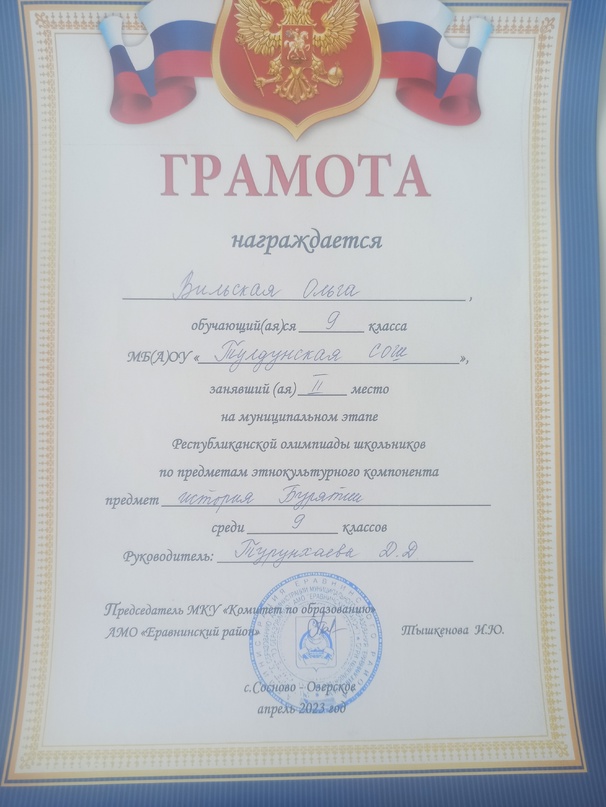 ГРАМОТА
награждается
Вильская Ольга,
обучающий(ая)ся 9 класса
МБ(А)ОУ «Тулдунская СОШ»,
занявший (ая) II место
на муниципальном этапе
Республиканской олимпиады школьников
по предметам этнокультурного компонента
предмет история Бурятии
среди 9 классов
Руководитель: Турунхаева Д.Д
Председатель МКУ «Комитет по образованию»
АМО «Еравнинский район» Тышкенова И.Ю.
с.Сосново - Озерское
апрель 2023 год